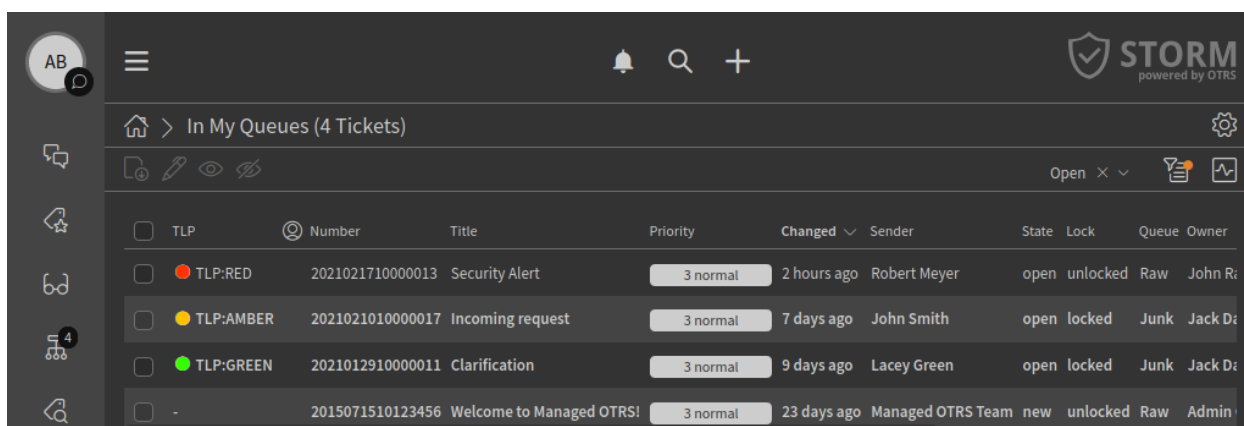 AB
STORM
powered by OTRS
In My Queues (4 Tickets)
Open
TLP Number Title Priority Changed Sender State Lock Queue Owner
TLP:RED 2021021710000013 Security Alert 3 normal 2 hours ago Robert Meyer open unlocked Raw John
TLP:AMBER 2021021010000017 Incoming request 3 normal 7 days ago John Smith open locked Junk Jack
4
TLP:GREEN 2021012910000011 Clarification 3 normal 9 days ago Lacey Green open locked Junk Jack
- 2015071510123456 Welcome to Managed OTRS! 3 normal 23 days ago Managed OTRS Team new unlocked Raw Admin